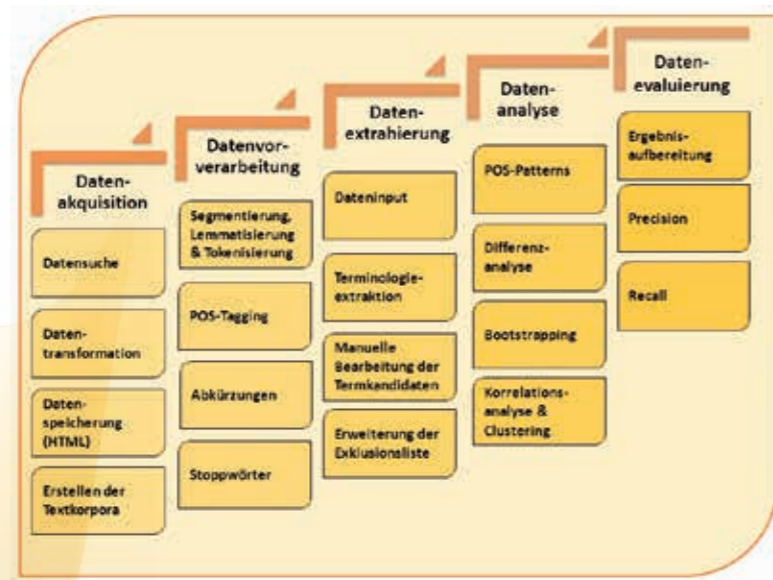 Daten-
akquisition
Datensuche
Daten-
transformation
Daten-
speicherung
(HTML)
Erstellen der
Textkorpora
Datenvor-
verarbeitung
Segmentierung,
Lemmatisierung
& Tokenisierung
POS-Tagging
Abkürzungen
Stoppwörter
Daten-
extrahierung
Dateninput
Terminologie-
extraktion
Manuelle
Bearbeitung der
Termkandidaten
Erweiterung der
Exklusionsliste
Daten-
analyse
POS-Patterns
Differenz-
analyse
Bootstrapping
Korrelations-
analyse &
Clustering
Daten-
evaluierung
Ergebnis-
aufbereitung
Precision
Recall